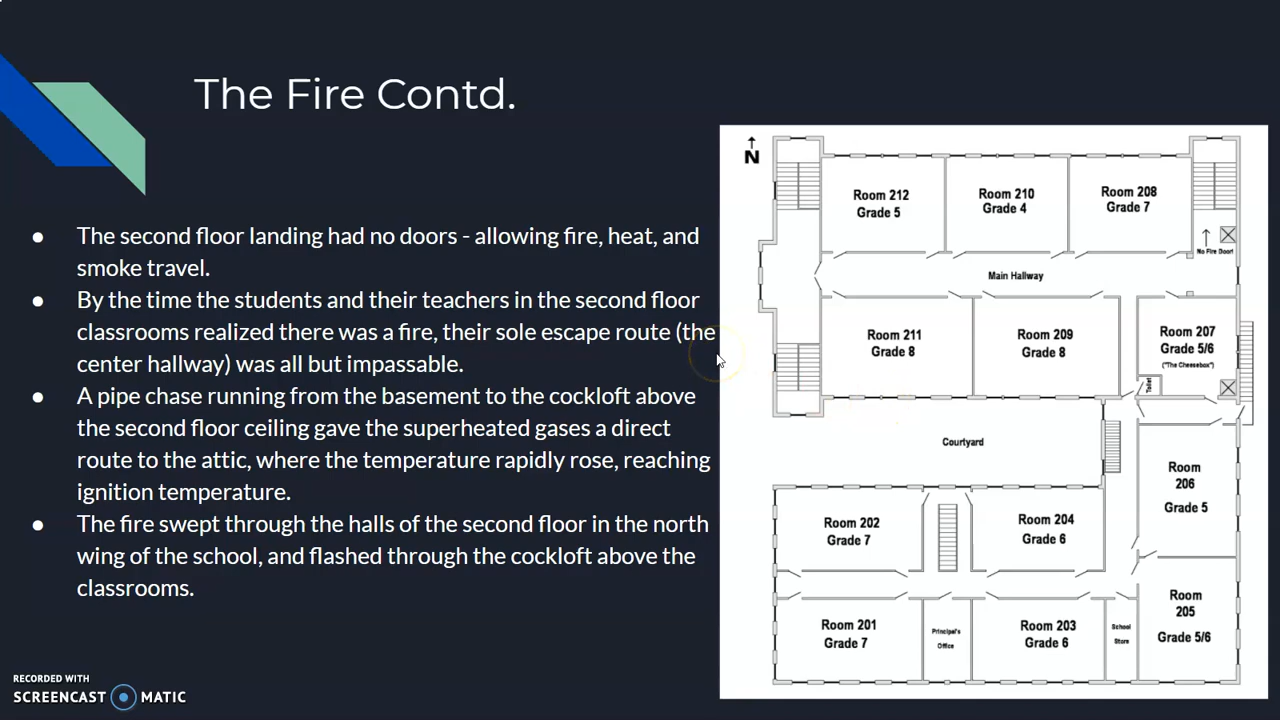 The Fire Contd.
● The second floor landing had no doors - allowing fire, heat, and
smoke travel.
● By the time the students and their teachers in the second floor
classrooms realized there was a fire, their sole escape route (the
center hallway) was all but impassable.
● A pipe chase running from the basement to the cockloft above
the second floor ceiling gave the superheated gases a direct
route to the attic, where the temperature rapidly rose, reaching
ignition temperature.
● The fire swept through the halls of the second floor in the north
wing of the school, and flashed through the cockloft above the
classrooms.
RECORDED WITH
SCREENCAST MATIC
N
Room 212
Grade 5
Room 210
Grade 4
Room 208
Grade 7
No Fire Door!
Main Hallway
Room 211
Grade 8
Room 209
Grade 8
Room 207
Grade 5/6
("The Cheesebox")
Toilet
Courtyard
Room
206
Grade 5
Room 202
Grade 7
Room 204
Grade 6
Room 201
Grade 7
Principal's
Office
Room 203
Grade 6
School
Store
Room
205
Grade 5/6